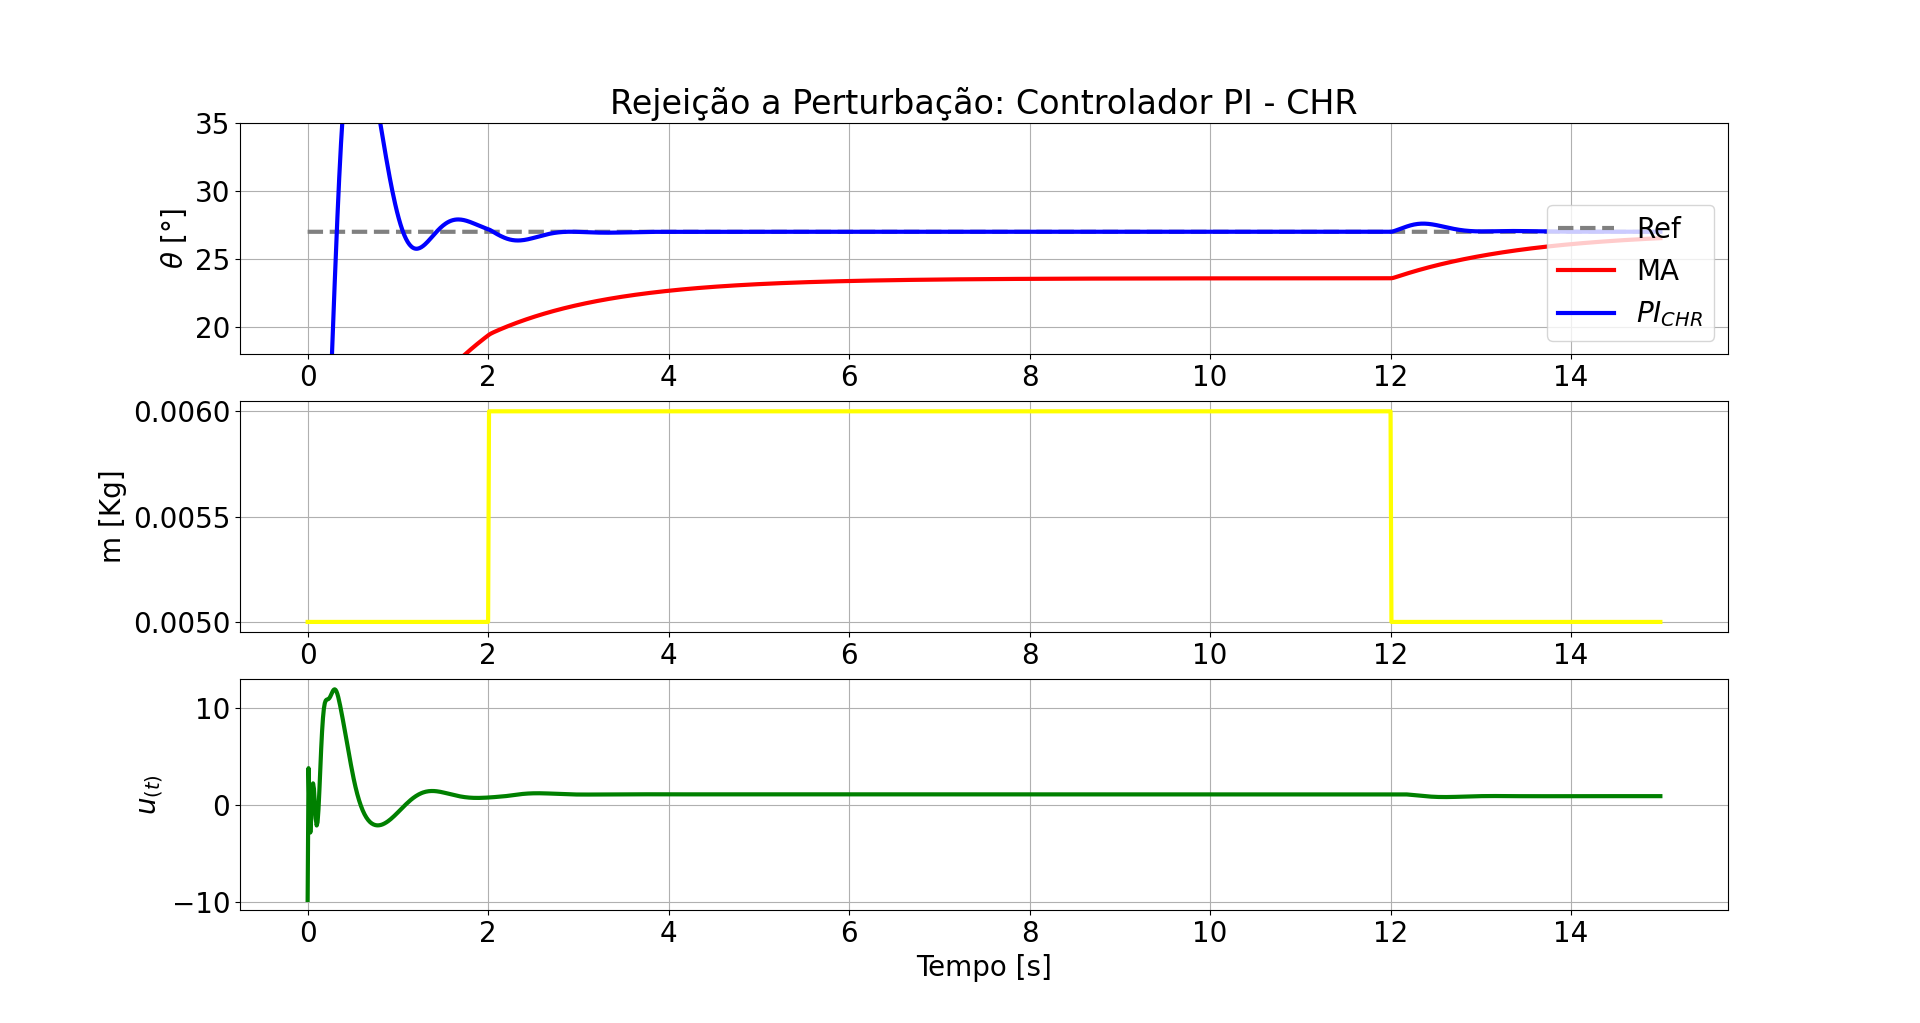 Rejeição a Perturbação: Controlador PI - CHR
35
30
25
20
θ [°]
Ref
MA
PI_CHR
0 2 4 6 8 10 12 14
0.0060
0.0055
0.0050
m [Kg]
0 2 4 6 8 10 12 14
10
0
−10
u_(t)
0 2 4 6 8 10 12 14
Tempo [s]